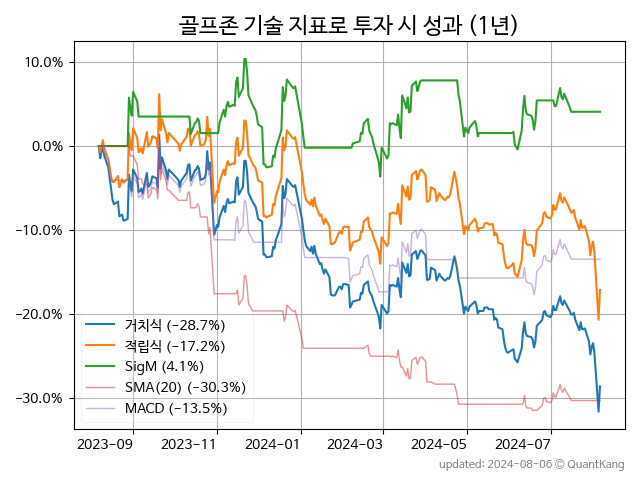 골프존 기술 지표로 투자 시 성과 (1년)
10.0%
0.0%
−10.0%
−20.0%
−30.0%
거치식 (−28.7%)
적립식 (−17.2%)
SigM (4.1%)
SMA(20) (−30.3%)
MACD (−13.5%)
2023-09 2023-11 2024-01 2024-03 2024-05 2024-07
updated: 2024-08-06 © QuantKang